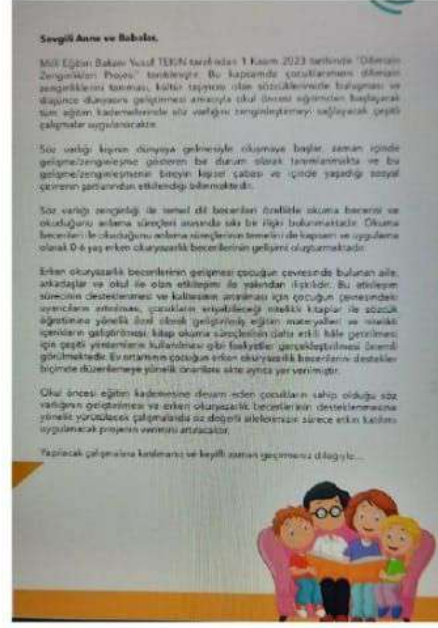 Sevgili Anne ve Babalar,
Milli Eğitim Bakanı Yusuf TEKİN tarafından 1 Kasım 2023 tarihinde "Dilimizin
Zenginlikleri Projesi" tanıtılmıştır. Bu kapsamda çocuklarımızın dilimizin
zenginliklerini tanıması, kültür taşıyıcısı olan sözcüklerimizle buluşması ve
düşünce dünyasını geliştirmesi amacıyla okul öncesi eğitimden başlayarak
tüm eğitim kademelerinde söz varlığını zenginleştirmeyi sağlayacak çeşitli
çalışmalar uygulanacaktır.
Söz varlığı kişinin dünyaya gelmesiyle oluşmaya başlar, zaman içinde
gelişme/zenginleşme gösteren bir durum olarak tanımlanmakta ve bu
gelişme/zenginleşmenin bireyin kişisel çabası ve içinde yaşadığı sosyal
çevrenin şartlarından etkilendiği bilinmektedir.
Söz varlığı zenginliği ile temel dil becerileri özellikle okuma becerisi ve
okuduğunu anlama süreçleri arasında sıkı bir ilişki bulunmaktadır. Okuma
becerileri ile okuduğunu anlama süreçlerinin temelini de kapsam ve uygulama
olarak 0-6 yaş erken okuryazarlık becerilerinin gelişimi oluşturmaktadır.
Erken okuryazarlık becerilerinin gelişmesi çocuğun çevresinde bulunan aile,
arkadaşlar ve okul ile olan etkileşimi ile yakından ilişkilidir. Bu etkileşim
sürecinin desteklenmesi ve kalitesinin artırılması için çocuğun çevresindeki
uyarıcıların artırılması, çocukların erişebileceği nitelikli kitaplar ile sözcük
öğretimine yönelik özel olarak geliştirilmiş eğitim materyalleri ve nitelikli
içeriklerin geliştirilmesi, kitap okuma süreçlerinin daha etkili hâle getirilmesi
için çeşitli yöntemlerin kullanılması gibi faaliyetler gerçekleştirilmesi önemli
görülmektedir. Ev ortamının çocuğun erken okuryazarlık becerilerini destekler
biçimde düzenlemeye yönelik önerilere ekte ayrıca yer verilmiştir.
Okul öncesi eğitim kademesine devam eden çocukların sahip olduğu söz
varlığının geliştirilmesi ve erken okuryazarlık becerilerinin desteklenmesine
yönelik yürütülecek çalışmalarda siz değerli ailelerimizin sürece etkin katılımı
uygulanacak projenin verimini artıracaktır.
Yapılacak çalışmalara katılmanız ve keyifli zaman geçirmeniz dileğiyle...